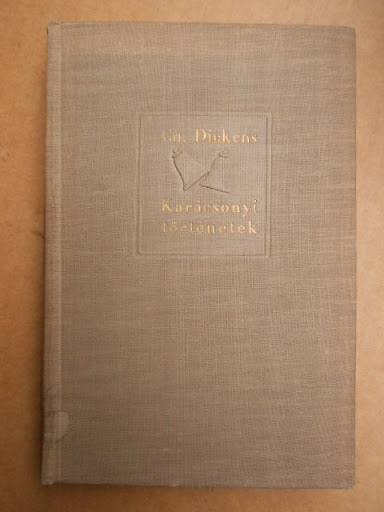 Ch. Dickens
Karácsonyi
történetek